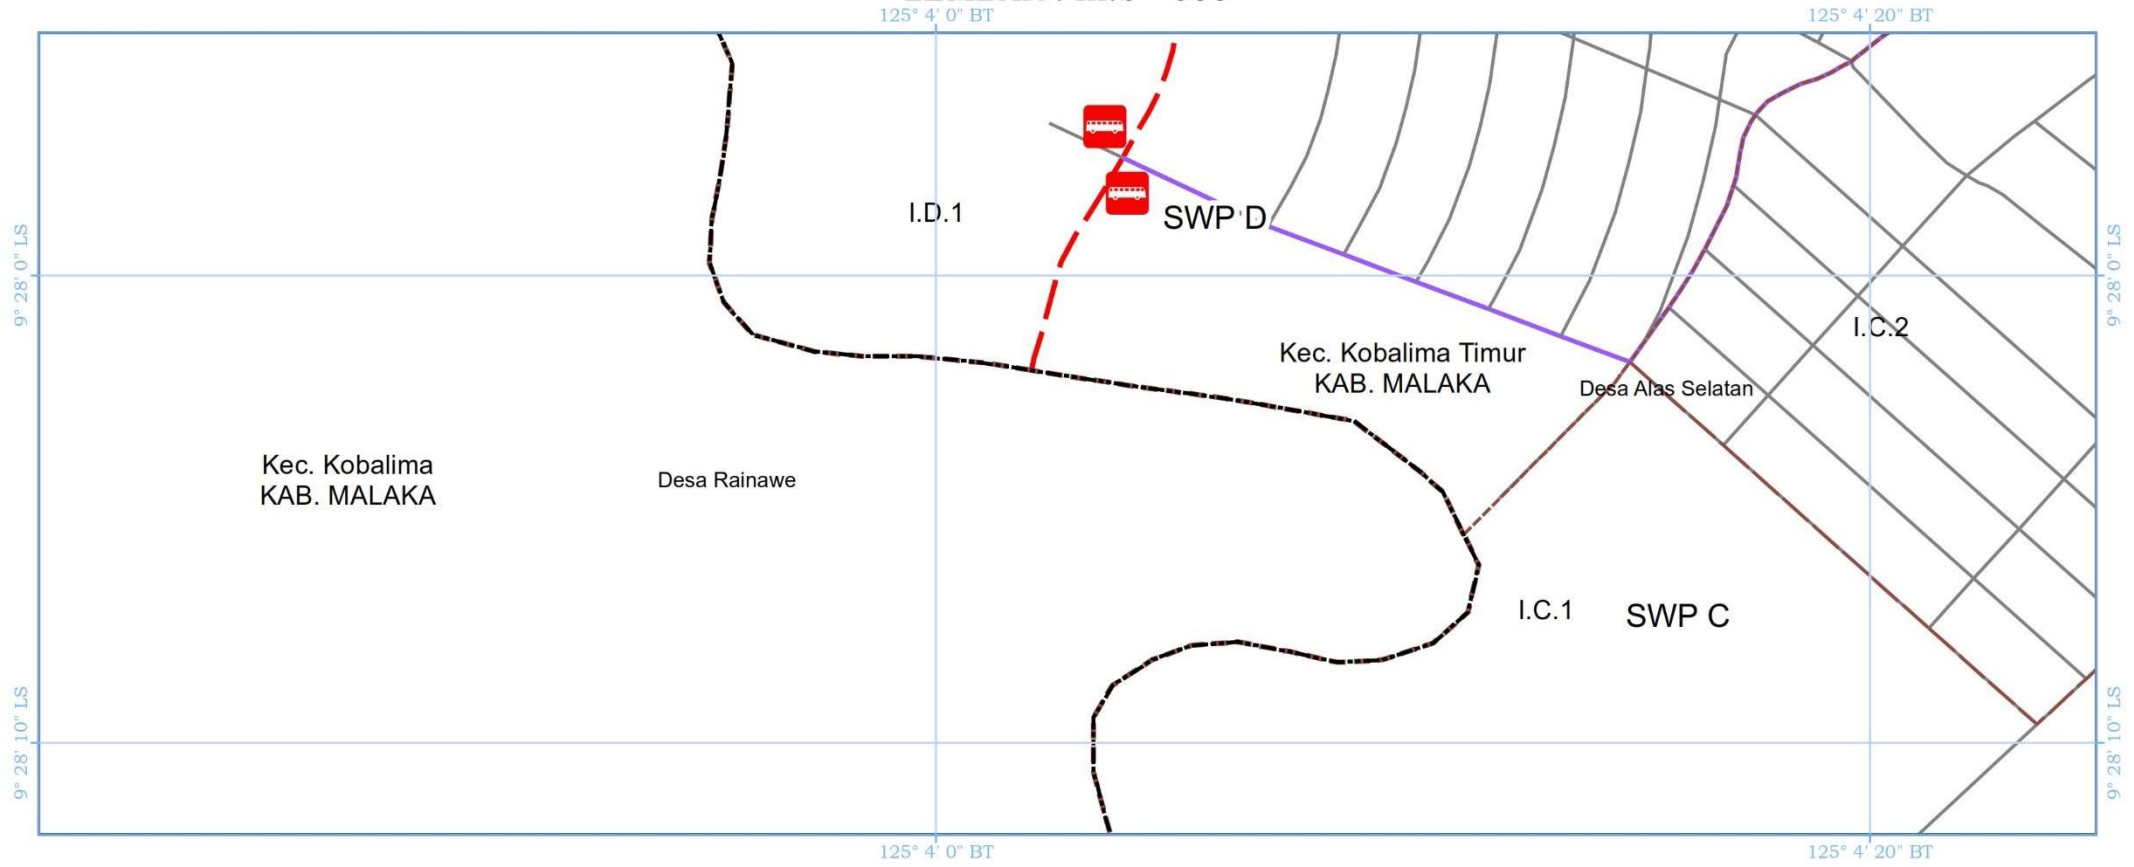 125° 4' 0" BT
125° 4' 20" BT
I.D.1
SWP D
9° 28' 0" LS
9° 28' 0" LS
I.C.2
Kec. Kobalima Timur
KAB. MALAKA
Desa Alas Selatan
Kec. Kobalima
KAB. MALAKA
Desa Rainawe
I.C.1
SWP C
9° 28' 10" LS
9° 28' 10" LS
125° 4' 0" BT
125° 4' 20" BT